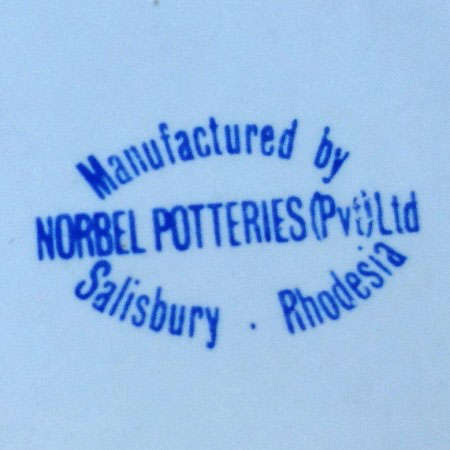 Manufactured by
NORBEL POTTERIES (Pvt) Ltd
Salisbury . Rhodesia